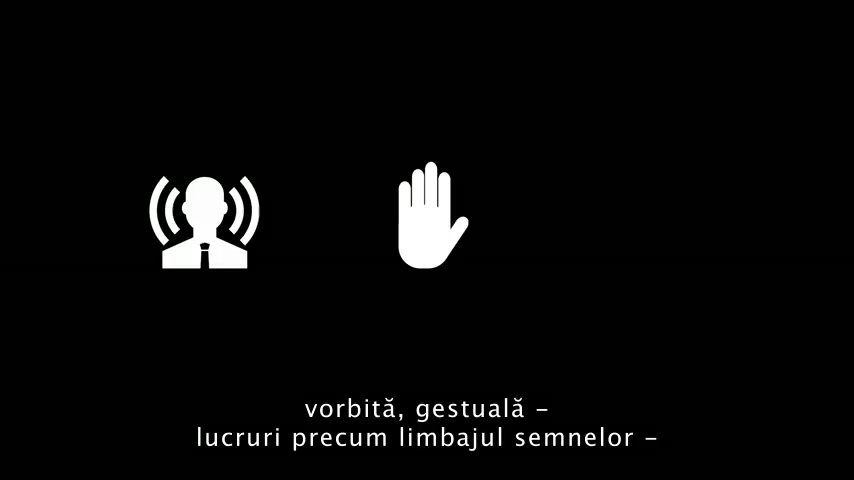 vorbită, gestuală –
lucruri precum limbajul semnelor –